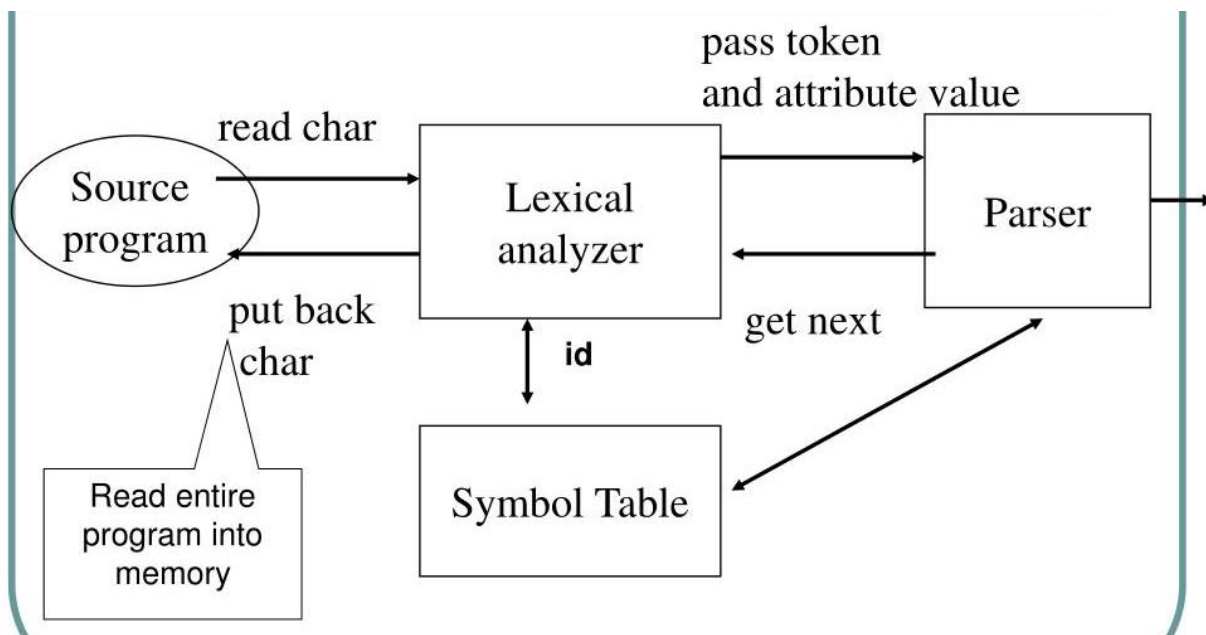 pass token
and attribute value
read char
Source
program
Lexical
analyzer
Parser
put back
char
id
get next
Read entire
program into
memory
Symbol Table